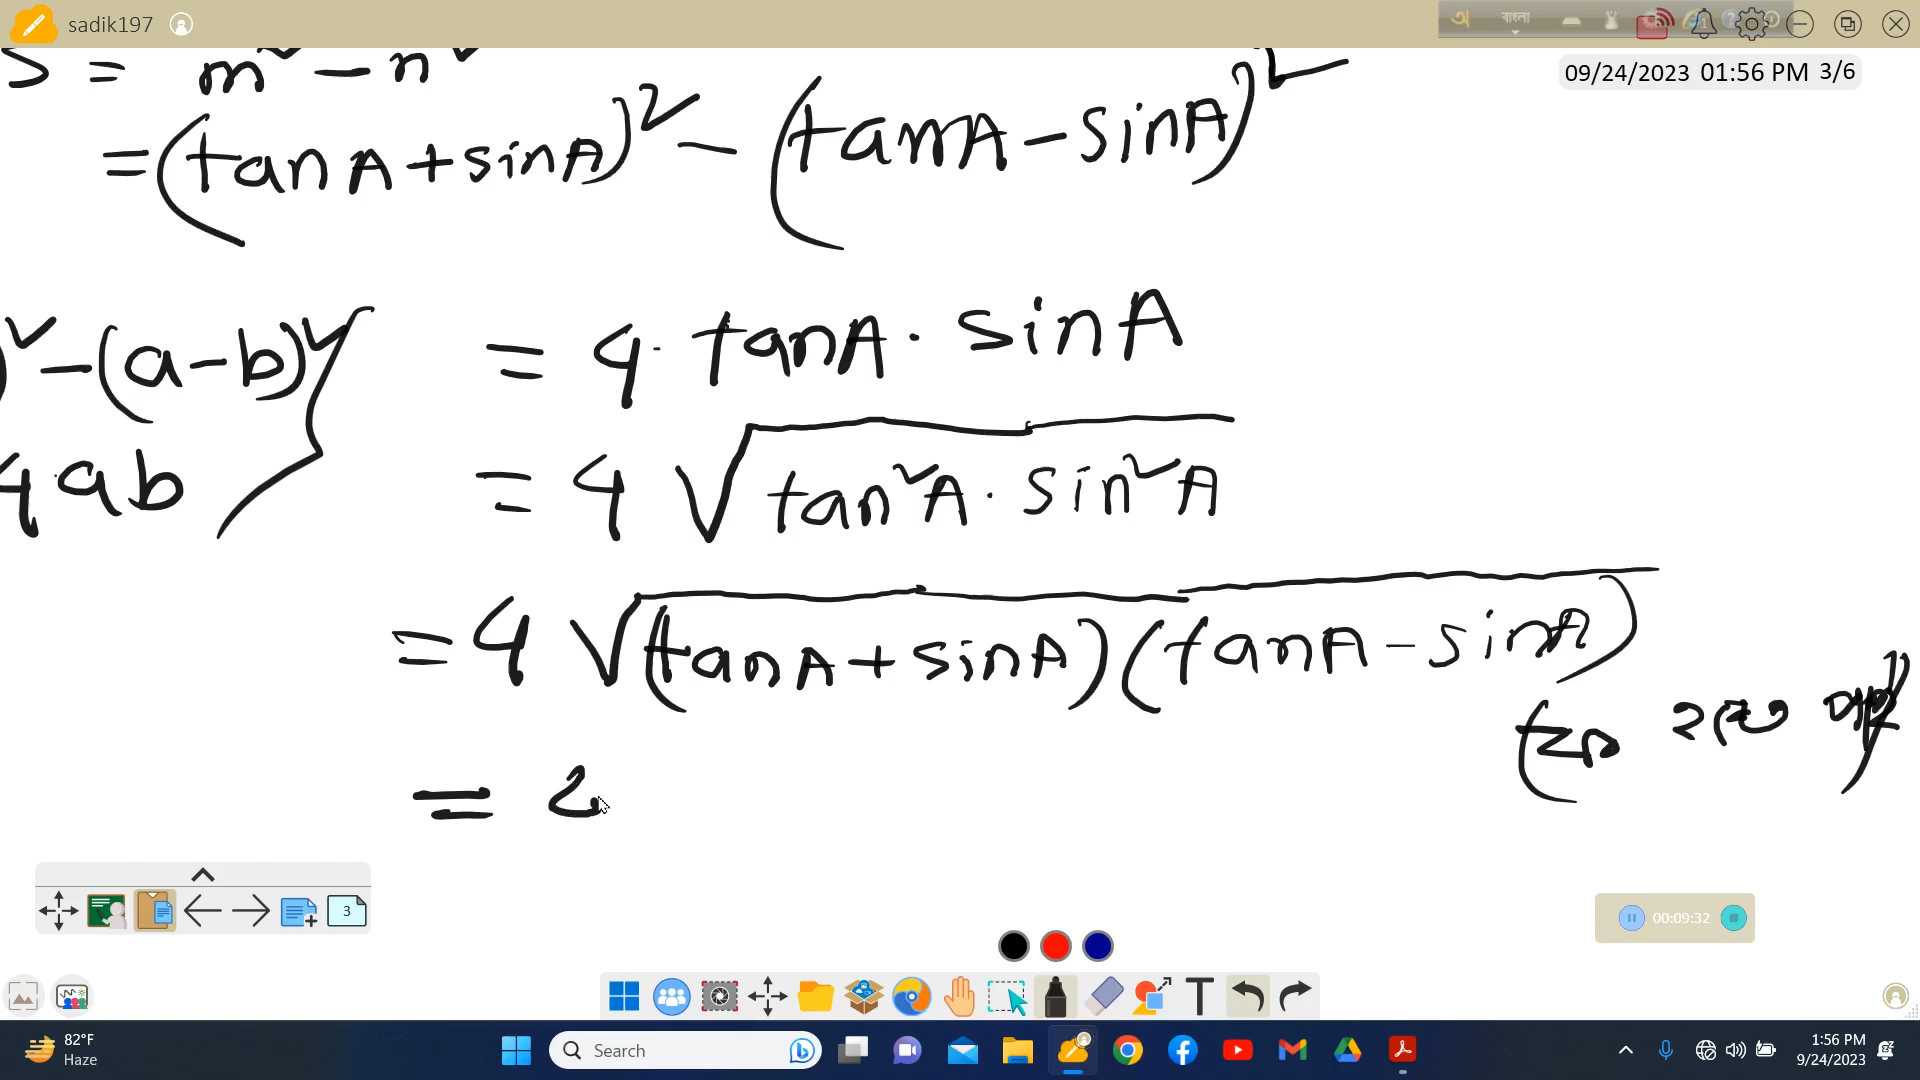 sadik197
বাংলা
09/24/2023 01:56 PM 3/6
S = m² - n²
= (tan A + sin A)² - (tan A - sin A)²
² - (a - b)²
= 4 · tan A · sin A
4ab
= 4 √tan²A · sin²A
= 4 √(tan A + sin A)(tan A - sin A)
=
3
00:09:32
T
82°F
Haze
Search
1:56 PM
9/24/2023